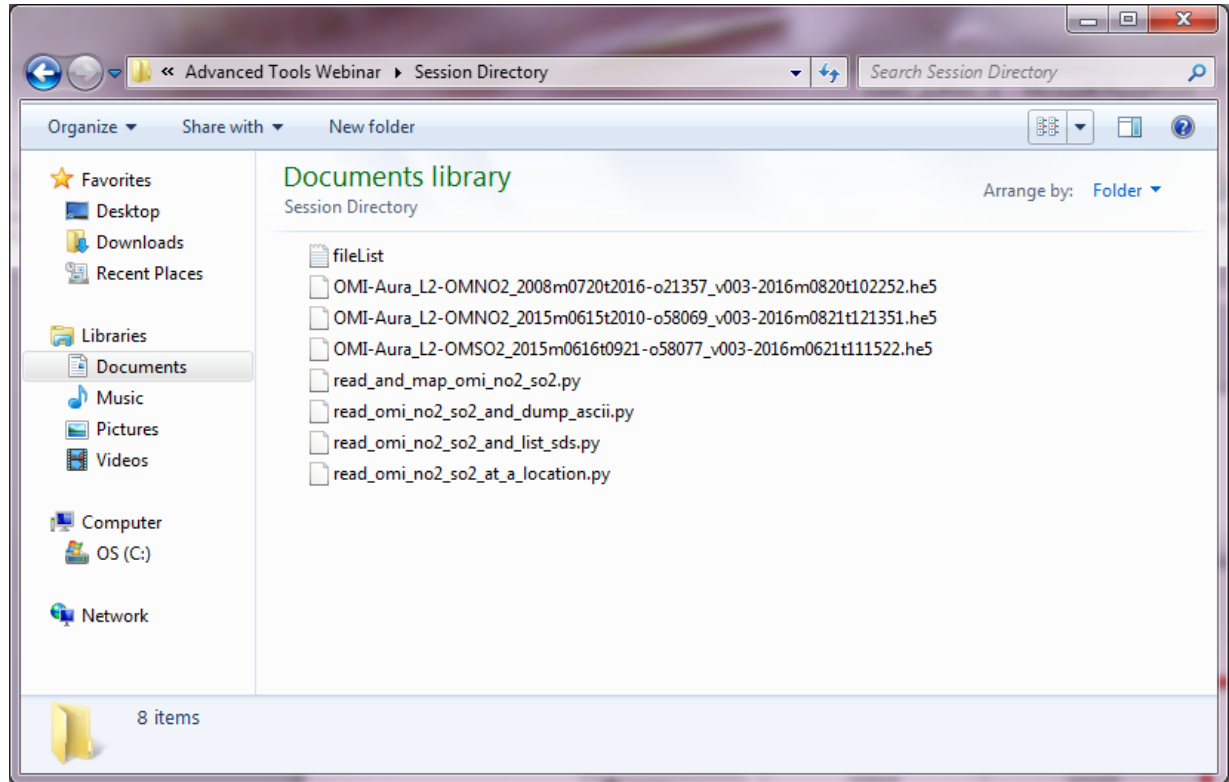 « Advanced Tools Webinar ▸ Session Directory
Search Session Directory
Organize ▾ Share with ▾ New folder
Favorites
Desktop
Downloads
Recent Places
Libraries
Documents
Music
Pictures
Videos
Computer
OS (C:)
Network
Documents library
Session Directory
Arrange by: Folder ▾
fileList
OMI-Aura_L2-OMNO2_2008m0720t2016-o21357_v003-2016m0820t102252.he5
OMI-Aura_L2-OMNO2_2015m0615t2010-o58069_v003-2016m0821t121351.he5
OMI-Aura_L2-OMSO2_2015m0616t0921-o58077_v003-2016m0621t111522.he5
read_and_map_omi_no2_so2.py
read_omi_no2_so2_and_dump_ascii.py
read_omi_no2_so2_and_list_sds.py
read_omi_no2_so2_at_a_location.py
8 items